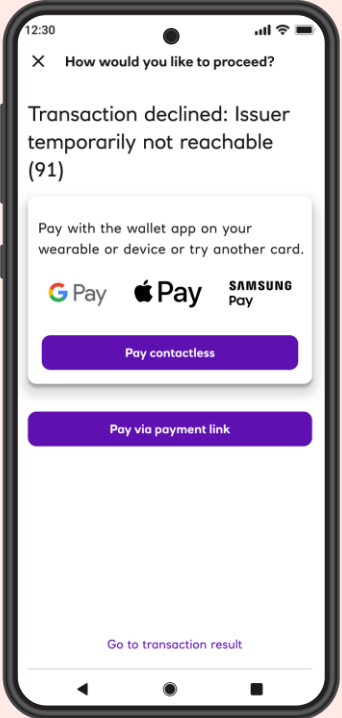 12:30
How would you like to proceed?
Transaction declined: Issuer
temporarily not reachable
(91)
Pay with the wallet app on your
wearable or device or try another card.
G Pay
Pay
SAMSUNG
Pay
Pay contactless
Pay via payment link
Go to transaction result